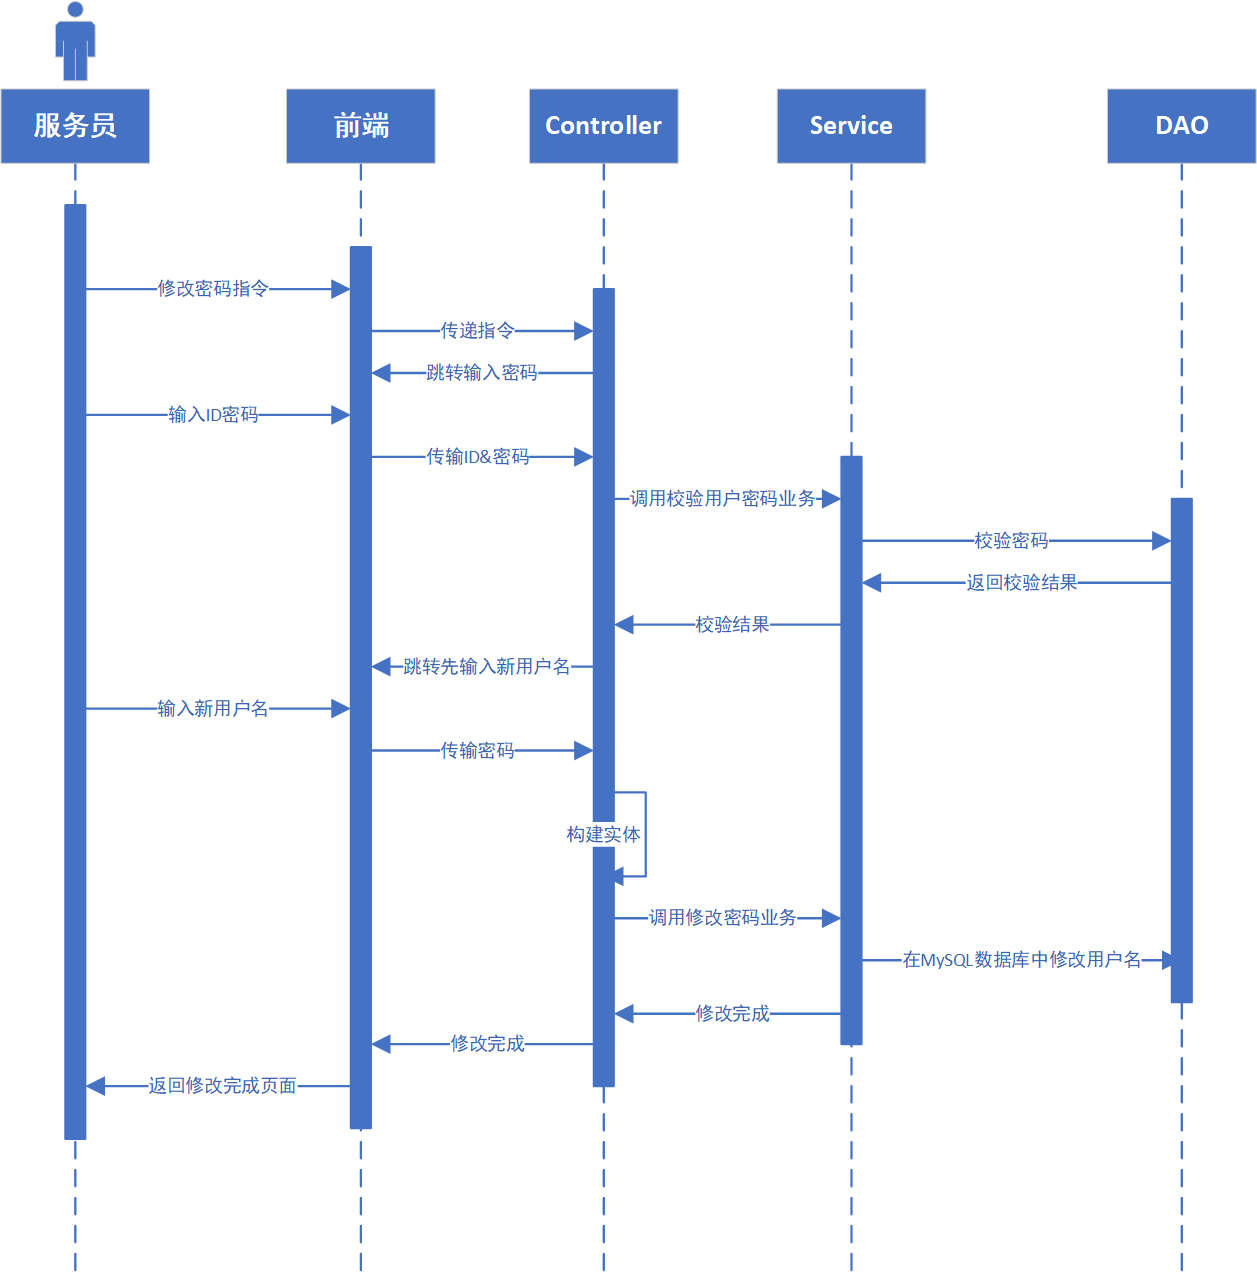 服务员
前端
Controller
Service
DAO
修改密码指令
传递指令
跳转输入密码
输入ID密码
传输ID&密码
调用校验用户密码业务
校验密码
返回校验结果
校验结果
跳转先输入新用户名
输入新用户名
传输密码
构建实体
调用修改密码业务
在MySQL数据库中修改用户名
修改完成
修改完成
返回修改完成页面